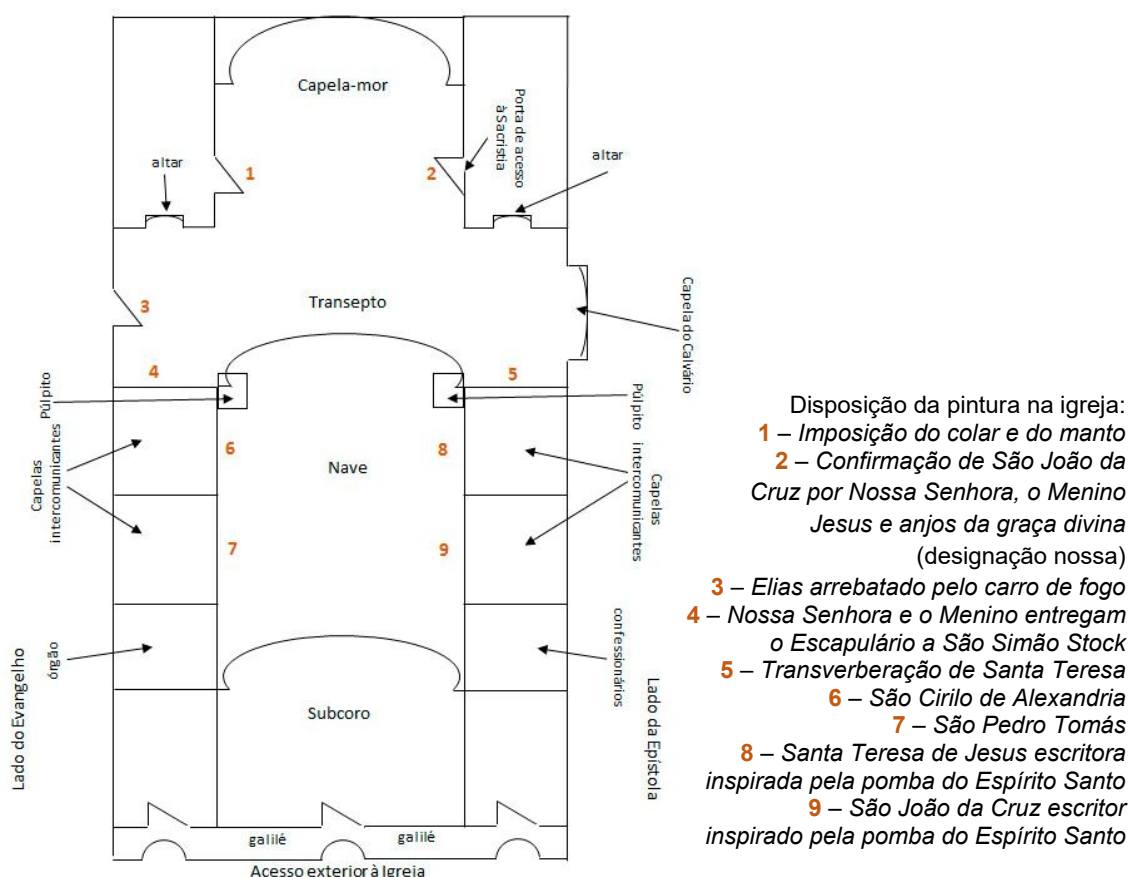 Capela-mor
Porta de acesso
à Sacristia
altar
altar
1
2
3
Transepto
Capela do Calvário
4
5
Púlpito
Púlpito
Capelas
intercomunicantes
Capelas
intercomunicantes
6
8
Nave
7
9
órgão
confessionários
Lado do Evangelho
Lado da Epístola
Subcoro
galilé
galilé
Acesso exterior à Igreja
Disposição da pintura na igreja:
1 – Imposição do colar e do manto
2 – Confirmação de São João da
Cruz por Nossa Senhora, o Menino
Jesus e anjos da graça divina
(designação nossa)
3 – Elias arrebatado pelo carro de fogo
4 – Nossa Senhora e o Menino entregam
o Escapulário a São Simão Stock
5 – Transverberação de Santa Teresa
6 – São Cirilo de Alexandria
7 – São Pedro Tomás
8 – Santa Teresa de Jesus escritora
inspirada pela pomba do Espírito Santo
9 – São João da Cruz escritor
inspirado pela pomba do Espírito Santo